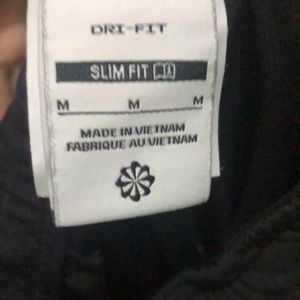 DRI-FIT
SLIM FIT
M M M
MADE IN VIETNAM
FABRIQUE AU VIETNAM